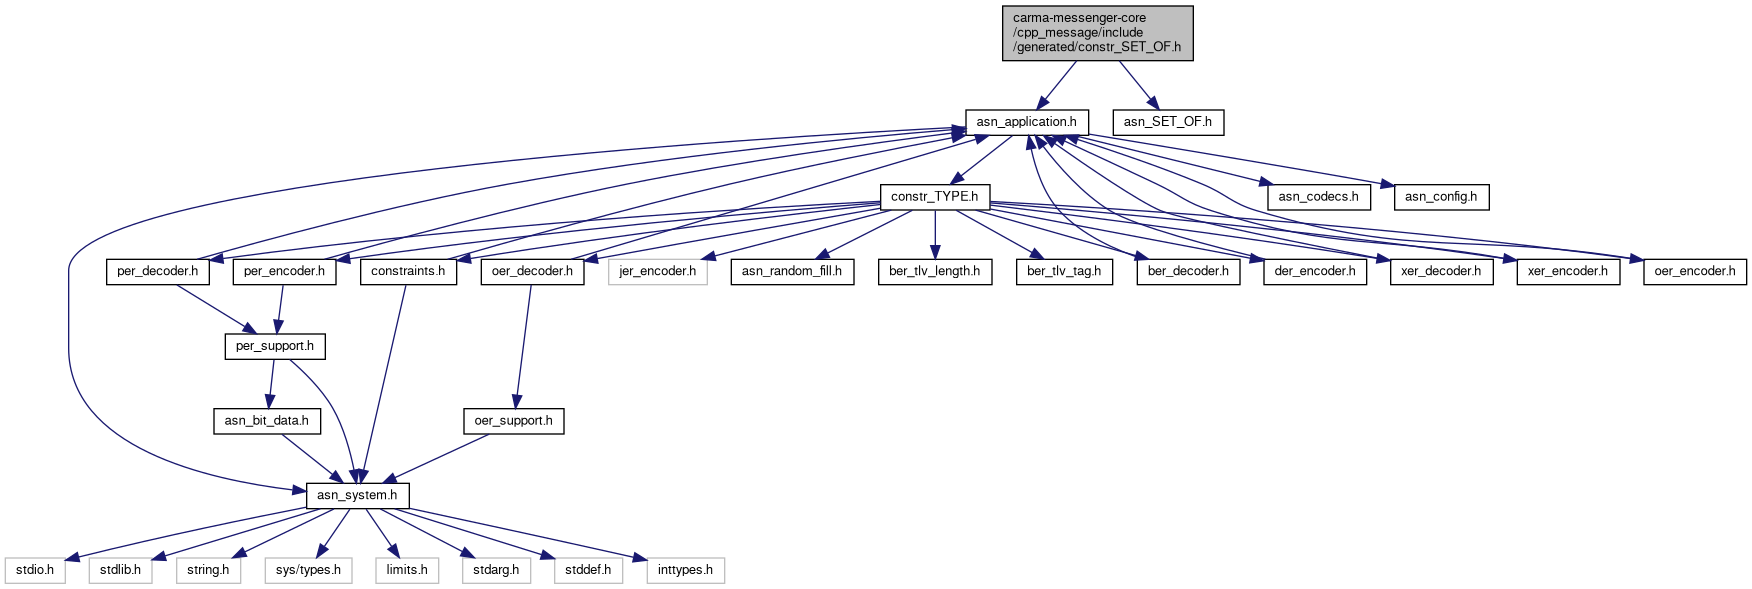 carma-messenger-core
/cpp_message/include
/generated/constr_SET_OF.h
asn_application.h
asn_SET_OF.h
constr_TYPE.h
asn_codecs.h
asn_config.h
per_decoder.h
per_encoder.h
constraints.h
oer_decoder.h
jer_encoder.h
asn_random_fill.h
ber_tlv_length.h
ber_tlv_tag.h
ber_decoder.h
der_encoder.h
xer_decoder.h
xer_encoder.h
oer_encoder.h
per_support.h
asn_bit_data.h
oer_support.h
asn_system.h
stdio.h
stdlib.h
string.h
sys/types.h
limits.h
stdarg.h
stddef.h
inttypes.h